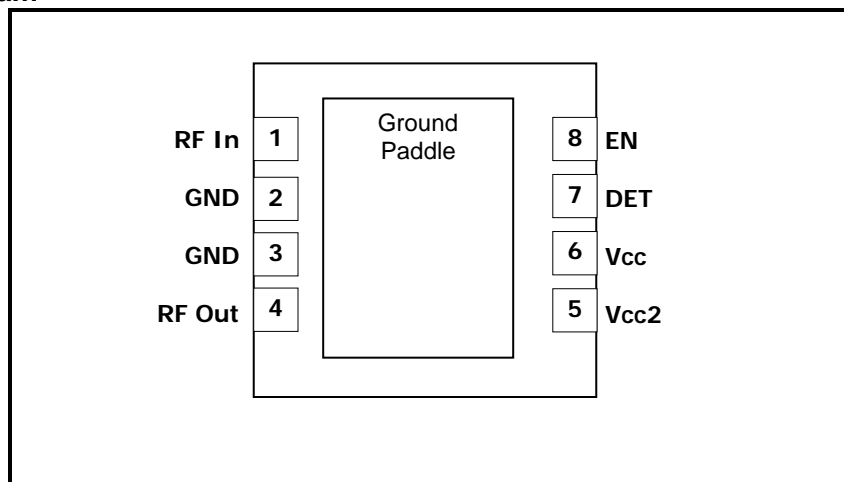 RF In 1
GND 2
GND 3
RF Out 4
Ground
Paddle
8 EN
7 DET
6 Vcc
5 Vcc2